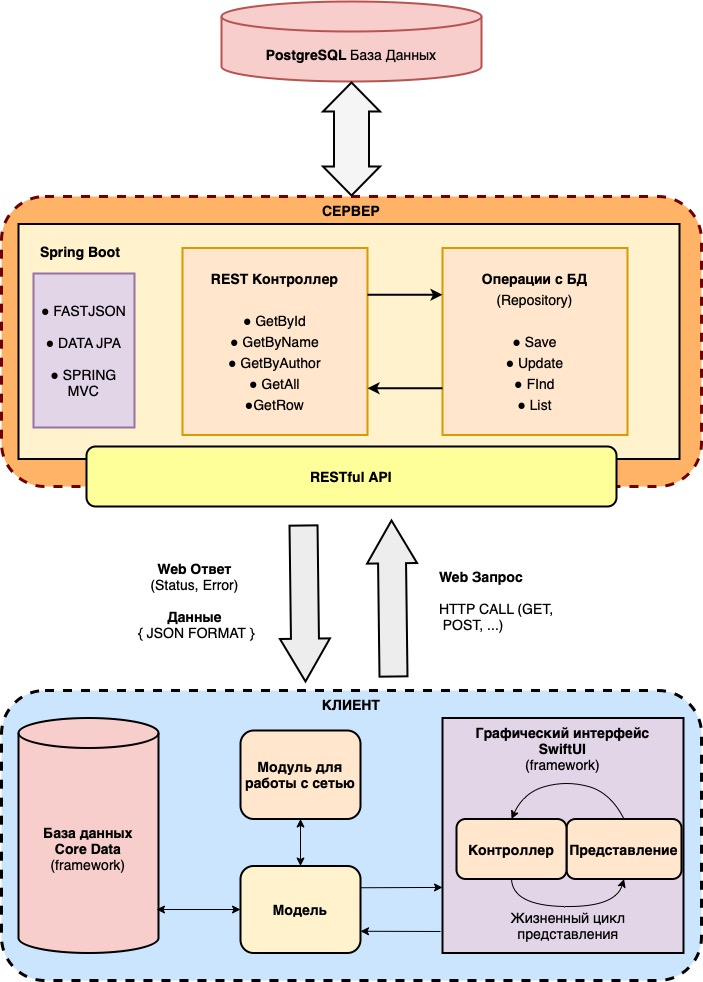 PostgreSQL База Данных
СЕРВЕР
Spring Boot
● FASTJSON
● DATA JPA
● SPRING
MVC
REST Контроллер
● GetById
● GetByName
● GetByAuthor
● GetAll
●GetRow
Операции с БД
(Repository)
● Save
● Update
● FInd
● List
RESTful API
Web Ответ
(Status, Error)
Данные
{ JSON FORMAT }
Web Запрос
HTTP CALL (GET,
POST, ...)
КЛИЕНТ
База данных
Core Data
(framework)
Модуль для
работы с сетью
Модель
Графический интерфейс
SwiftUI
(framework)
Контроллер
Представление
Жизненный цикл
представления